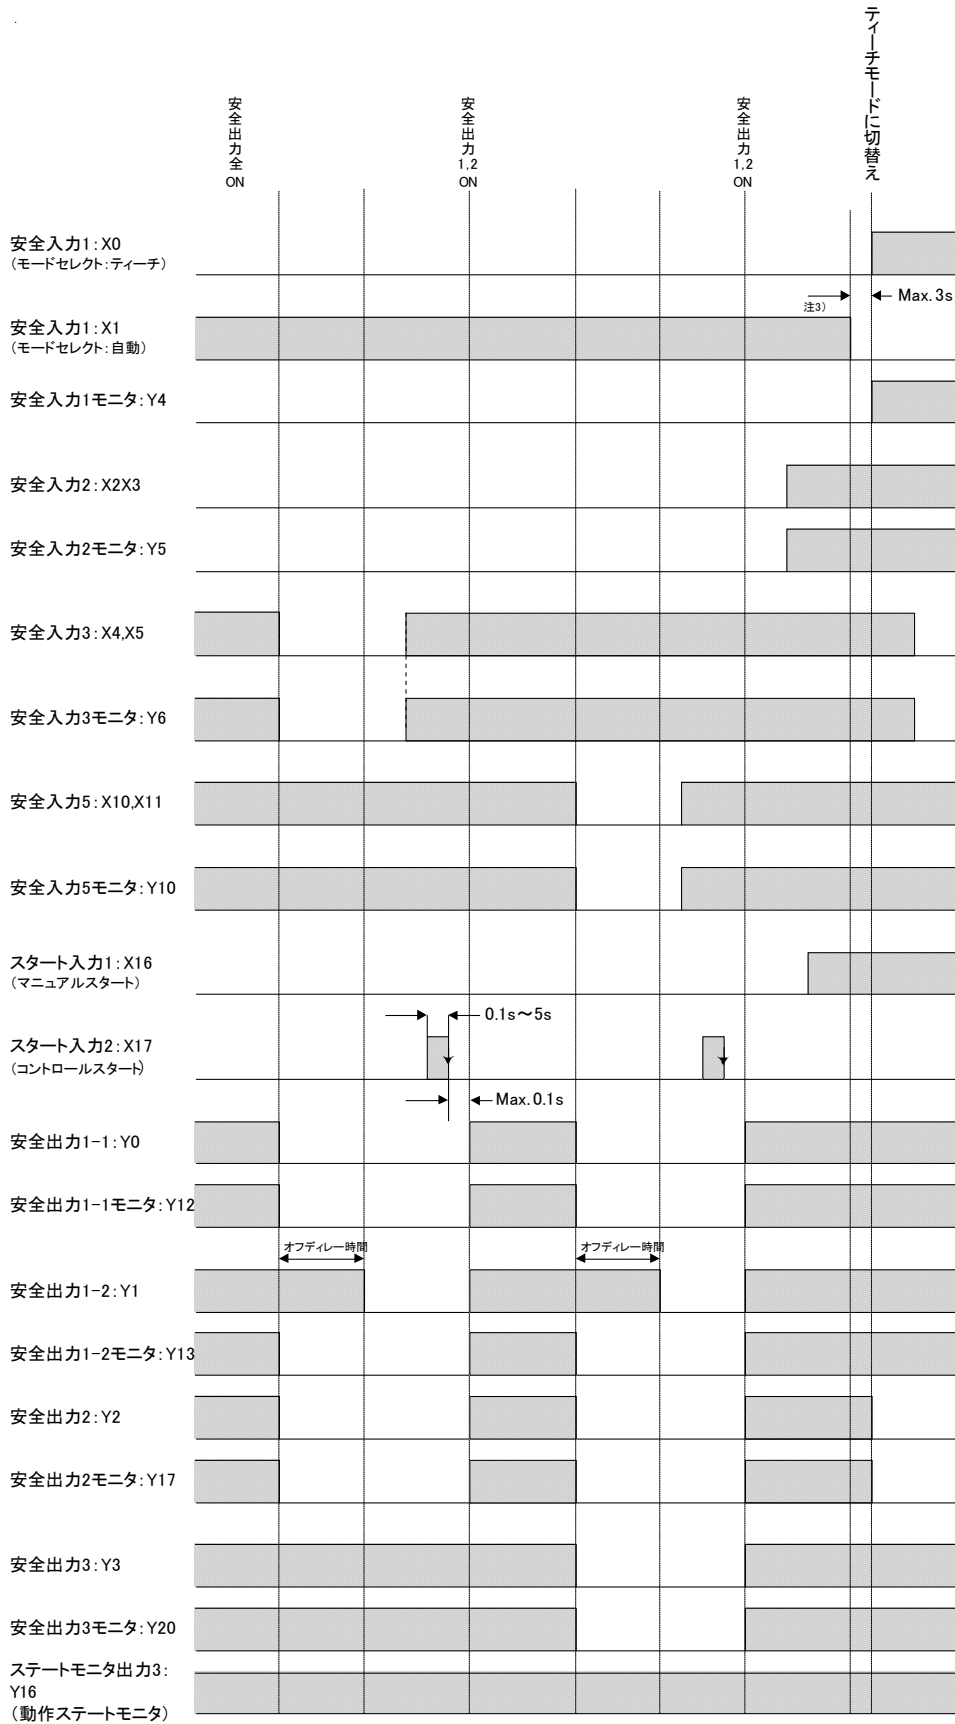 ティーチモードに切替え
安全出力全ON
安全出力1,2ON
安全出力1,2ON
安全入力1:X0
(モードセレクト:ティーチ)
Max.3s
注3)
安全入力1:X1
(モードセレクト:自動)
安全入力1モニタ:Y4
安全入力2:X2X3
安全入力2モニタ:Y5
安全入力3:X4,X5
安全入力3モニタ:Y6
安全入力5:X10,X11
安全入力5モニタ:Y10
スタート入力1:X16
(マニュアルスタート)
0.1s～5s
スタート入力2:X17
(コントロールスタート)
Max.0.1s
安全出力1-1:Y0
安全出力1-1モニタ:Y12
オフディレー時間
オフディレー時間
安全出力1-2:Y1
安全出力1-2モニタ:Y13
安全出力2:Y2
安全出力2モニタ:Y17
安全出力3:Y3
安全出力3モニタ:Y20
ステートモニタ出力3:
Y16
(動作ステートモニタ)